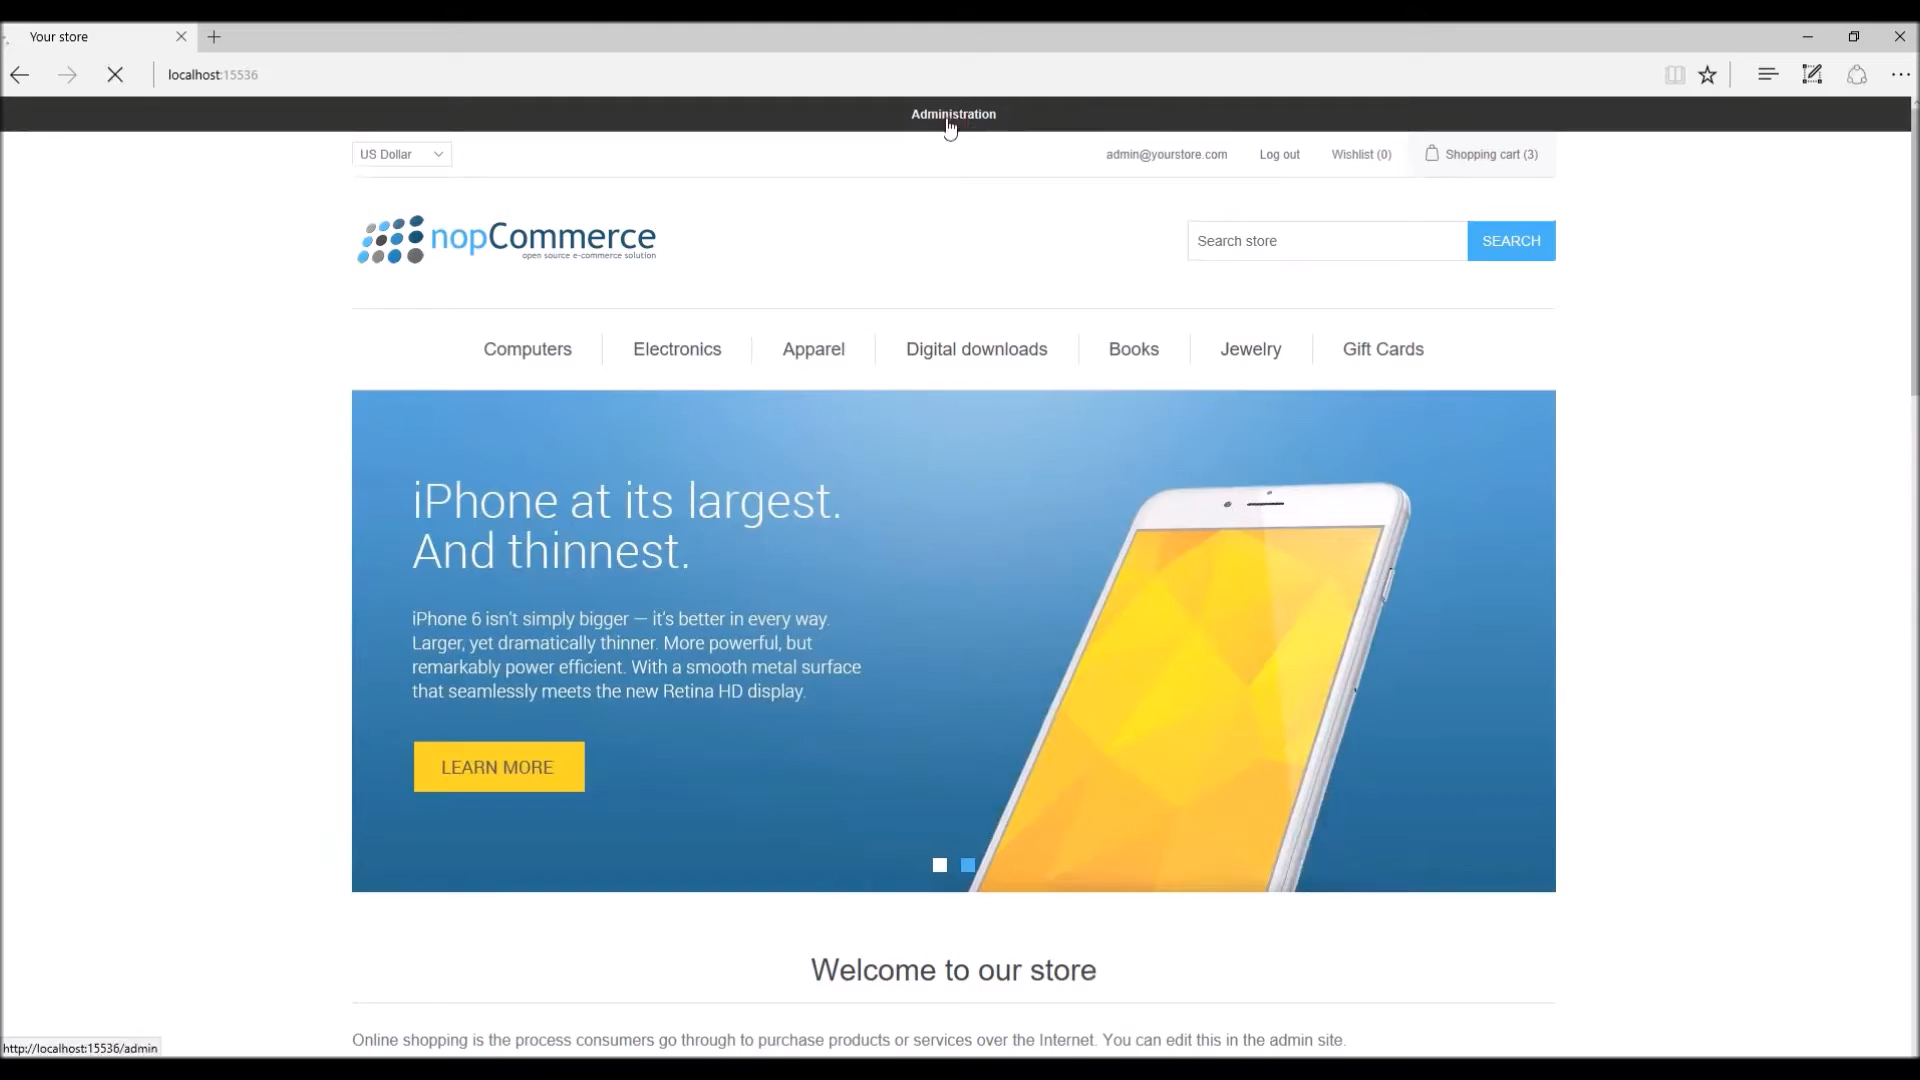 Your store
localhost:15536
Administration
US Dollar
admin@yourstore.com
Log out
Wishlist (0)
Shopping cart (3)
nopCommerce
open source e-commerce solution
Search store
SEARCH
Computers
Electronics
Apparel
Digital downloads
Books
Jewelry
Gift Cards
iPhone at its largest.
And thinnest.
iPhone 6 isn't simply bigger — it's better in every way.
Larger, yet dramatically thinner. More powerful, but
remarkably power efficient. With a smooth metal surface
that seamlessly meets the new Retina HD display.
LEARN MORE
Welcome to our store
Online shopping is the process consumers go through to purchase products or services over the Internet. You can edit this in the admin site.
http://localhost:15536/admin